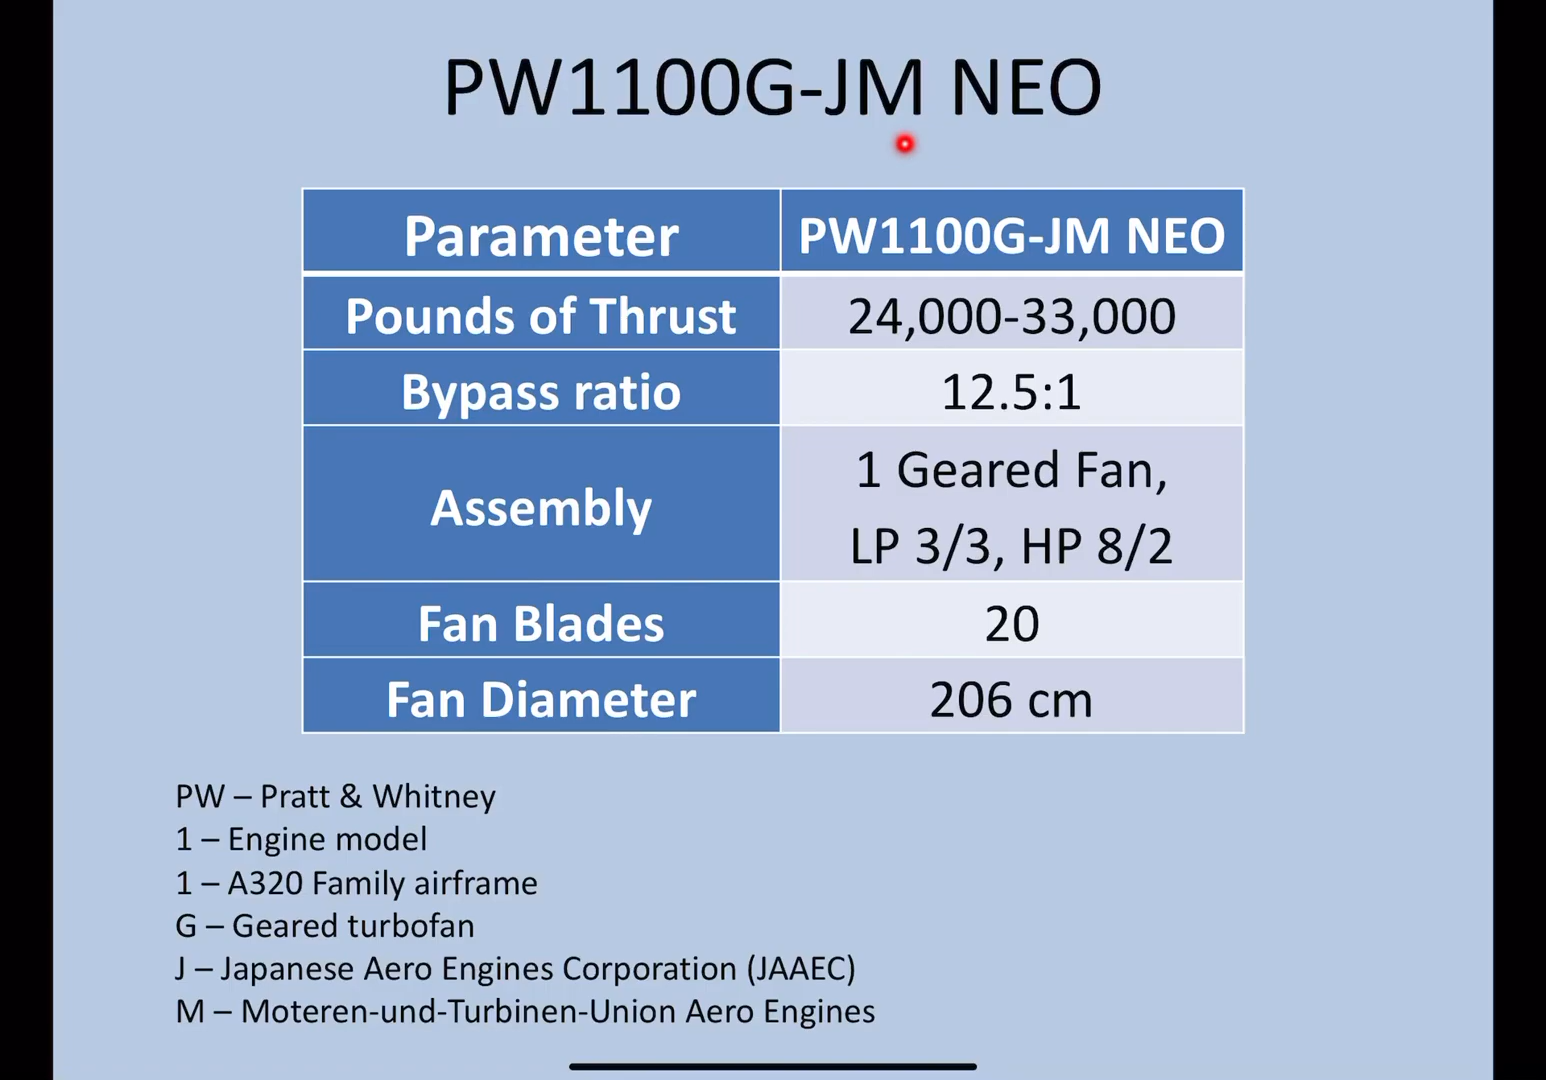 PW1100G-JM NEO
Parameter PW1100G-JM NEO
Pounds of Thrust 24,000-33,000
Bypass ratio 12.5:1
Assembly 1 Geared Fan,
LP 3/3, HP 8/2
Fan Blades 20
Fan Diameter 206 cm
PW – Pratt & Whitney
1 – Engine model
1 – A320 Family airframe
G – Geared turbofan
J – Japanese Aero Engines Corporation (JAAEC)
M – Moteren-und-Turbinen-Union Aero Engines